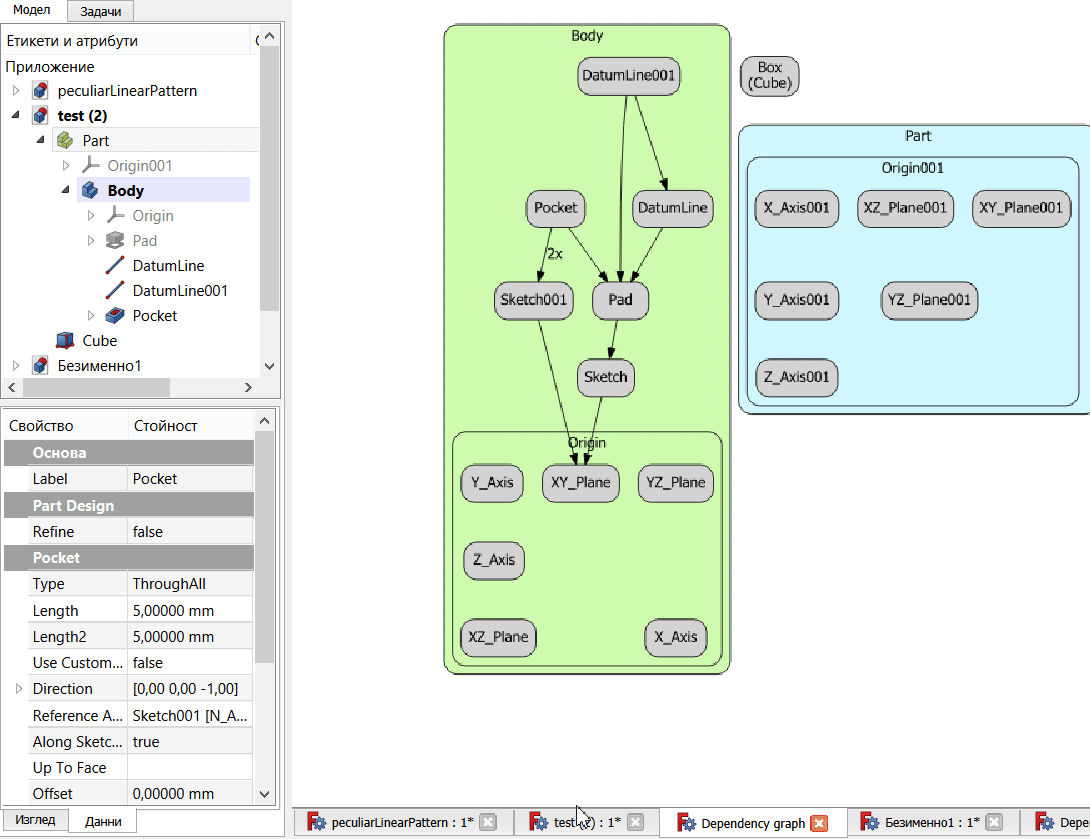 Модел
Задачи
Етикети и атрибути
Приложение
peculiarLinearPattern
test (2)
Part
Origin001
Body
Origin
Pad
DatumLine
DatumLine001
Pocket
Cube
Безименно1
Свойство Стойност
Основа
Label Pocket
Part Design
Refine false
Pocket
Type ThroughAll
Length 5,00000 mm
Length2 5,00000 mm
Use Custom... false
Direction [0,00 0,00 -1,00]
Reference A... Sketch001 [N_A...
Along Sketc... true
Up To Face
Offset 0,00000 mm
Изглед
Данни
Body
DatumLine001
Pocket
DatumLine
2x
Sketch001
Pad
Sketch
Origin
Y_Axis
XY_Plane
YZ_Plane
Z_Axis
XZ_Plane
X_Axis
Box
(Cube)
Part
Origin001
X_Axis001
XZ_Plane001
XY_Plane001
Y_Axis001
YZ_Plane001
Z_Axis001
peculiarLinearPattern : 1*
test (2) : 1*
Dependency graph
Безименно1 : 1*
Depe